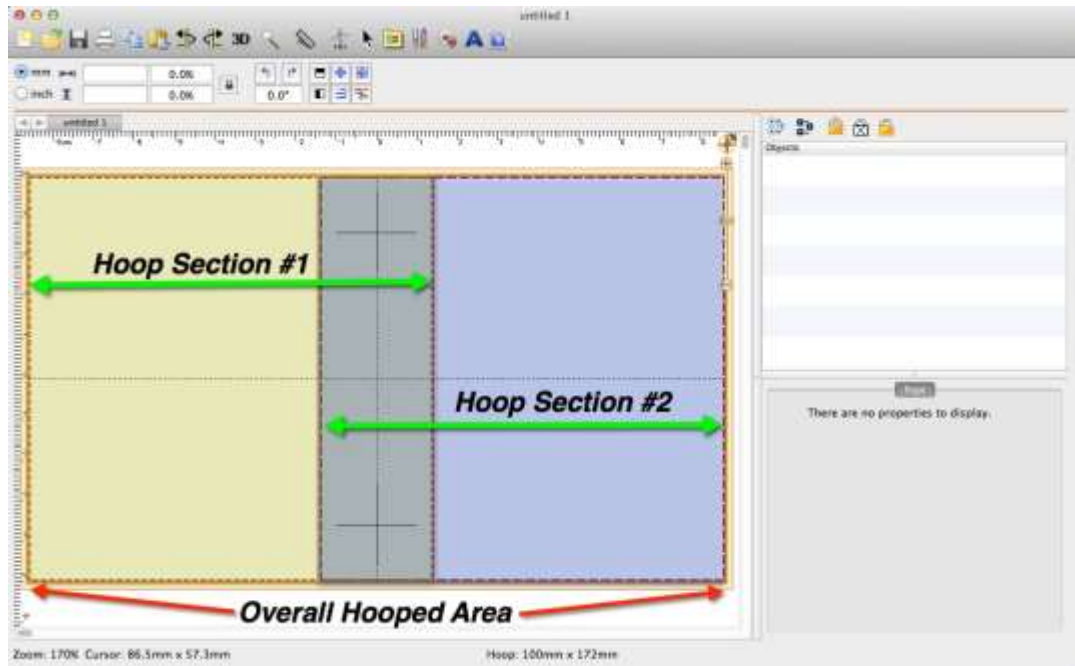 untitled 1
3D
A
mm
0.0%
inch
0.0%
0.0°
untitled 1
Objects
Hoop Section #1
Hoop Section #2
There are no properties to display.
Overall Hooped Area
Zoom: 170% Cursor: 86.5mm x 57.3mm
Hoop: 100mm x 172mm